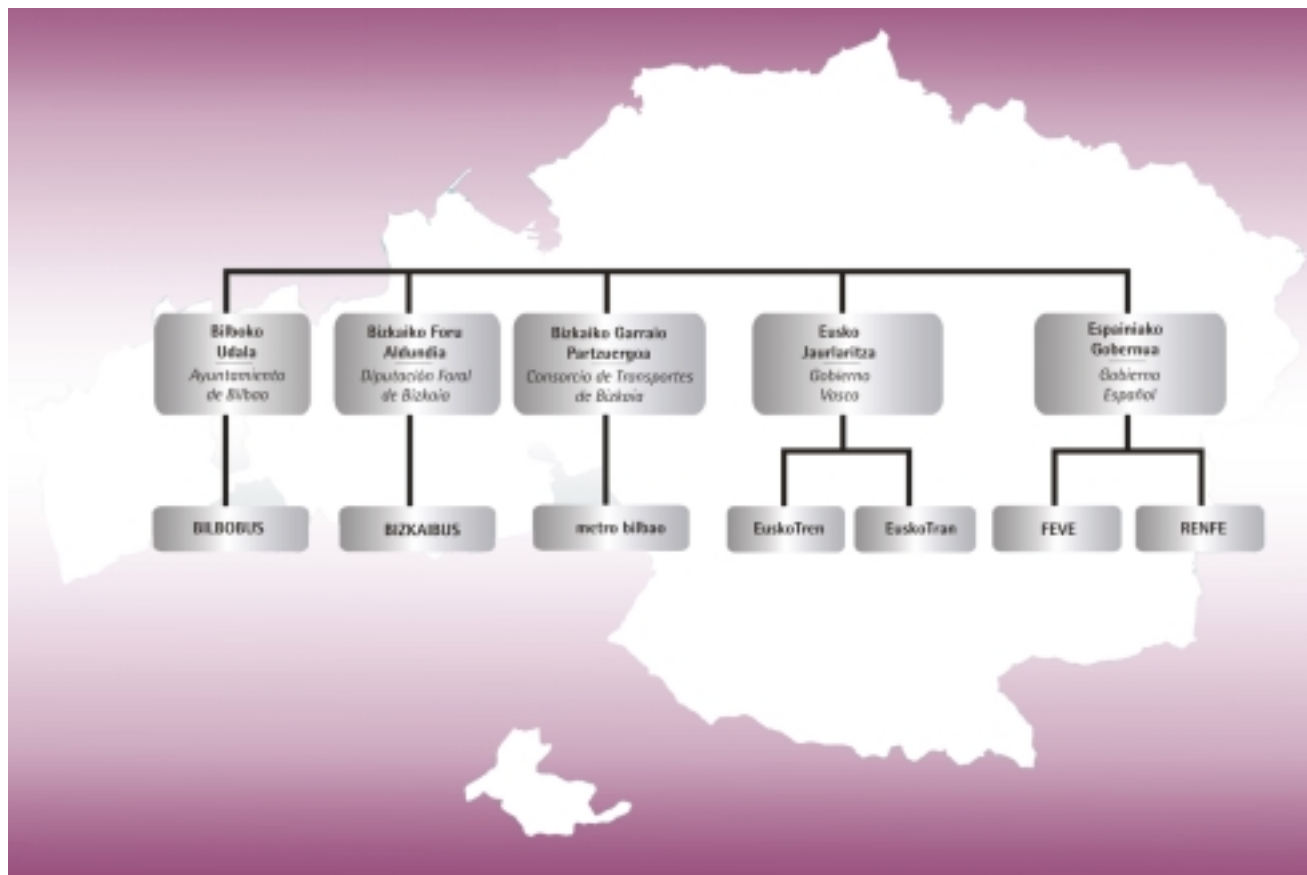 Bilboko
Udala
Ayuntamiento
de Bilbao
Bizkaiko Foru
Aldundia
Diputación Foral
de Bizkaia
Bizkaiko Garraio
Partzuergoa
Consorcio de Transportes
de Bizkaia
Eusko
Jaurlaritza
Gobierno
Vasco
Espainiako
Gobernua
Gobierno
Español
BILBOBUS
BIZKAIBUS
metro bilbao
EuskoTren
EuskoTran
FEVE
RENFE